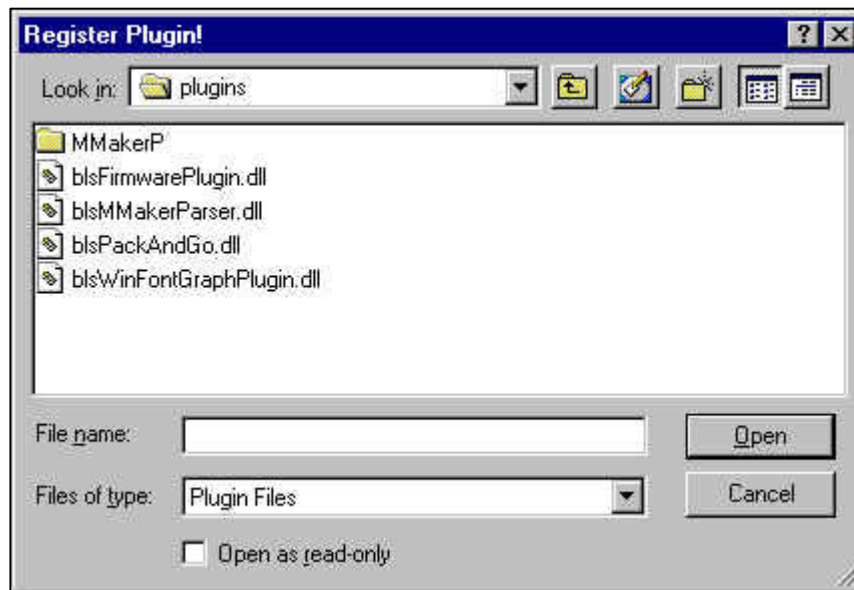 Register Plugin!
Look in: plugins
MMakerP
blsFirmwarePlugin.dll
blsMMakerParser.dll
blsPackAndGo.dll
blsWinFontGraphPlugin.dll
File name: Open
Files of type: Plugin Files Cancel
Open as read-only